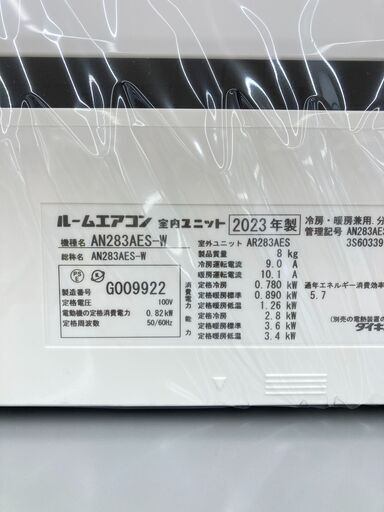 ルームエアコン 室内ユニット 2023年製 冷房・暖房兼用.分
機種名 AN283AES-W 室外ユニット AR283AES 管理記号 AN283AES
総称名 AN283AES-W 製品質量 8 kg 3S60339
冷房運転電流 9.0 A
暖房運転電流 10.1 A
製造番号 G009922
定格電圧 100V
電動機の定格消費電力 0.82kW
定格周波数 50/60Hz
消費電力
定格冷房 0.780 kW 通年エネルギー消費効率
定格暖房標準 0.890 kW 5.7
定格暖房低温 1.26 kW
能力
定格冷房 2.8 kW
定格暖房標準 3.6 kW (別売の電熱装置の
定格暖房低温 3.4 kW ダイキ